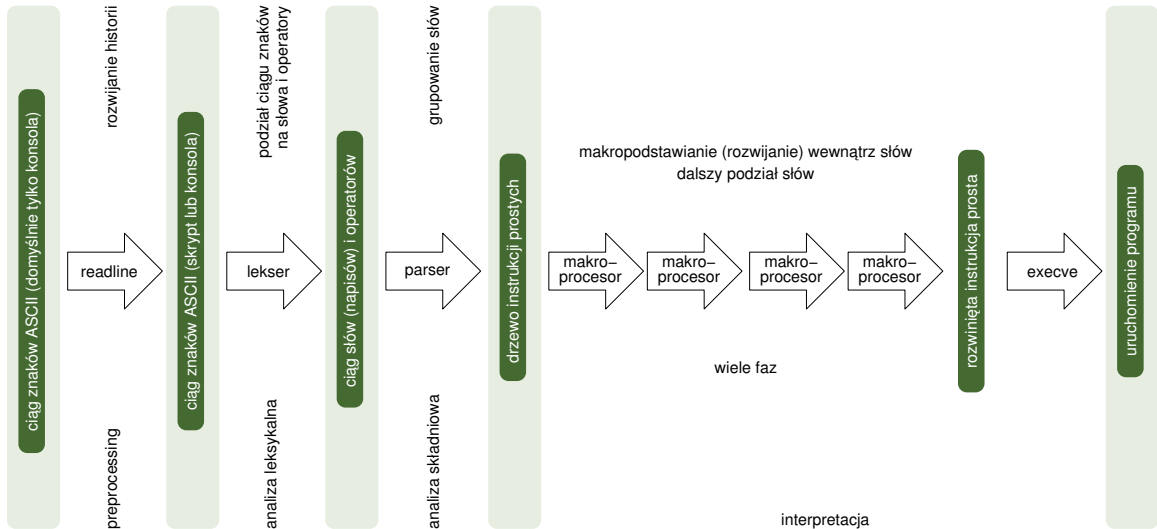 ciąg znaków ASCII (domyślnie tylko konsola)
rozwijanie historii
readline
preprocessing
ciąg znaków ASCII (skrypt lub konsola)
podział ciągu znaków
na słowa i operatory
lekser
analiza leksykalna
ciąg słów (napisów) i operatorów
grupowanie słów
parser
analiza składniowa
drzewo instrukcji prostych
makropodstawianie (rozwijanie) wewnątrz słów
dalszy podział słów
makro−
procesor
makro−
procesor
makro−
procesor
makro−
procesor
wiele faz
interpretacja
rozwinięta instrukcja prosta
execve
uruchomienie programu